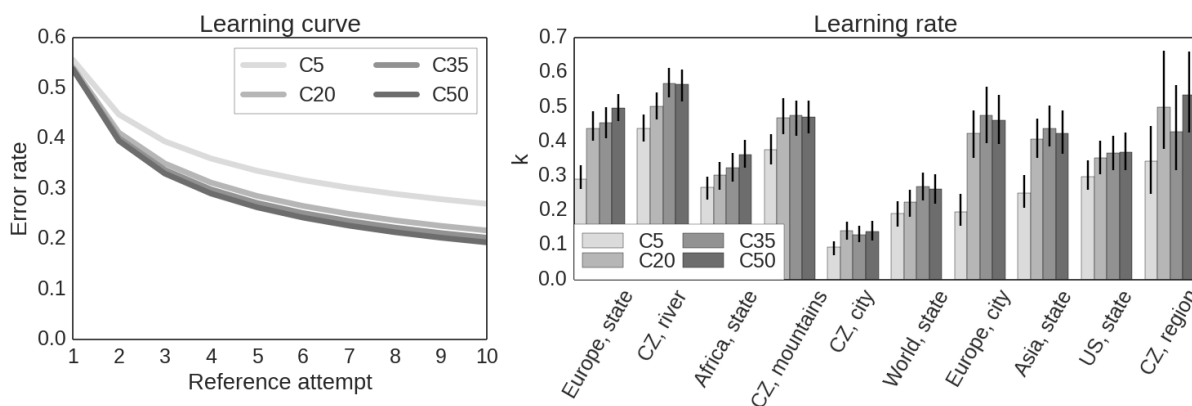 Learning curve
0.6
0.5
0.4
0.3
0.2
0.1
0.0
Error rate
C5 C35
C20 C50
1 2 3 4 5 6 7 8 9 10
Reference attempt
Learning rate
0.7
0.6
0.5
0.4
0.3
0.2
0.1
0.0
k
C5 C35
C20 C50
Europe, state
CZ, river
Africa, state
CZ, mountains
CZ, city
World, state
Europe, city
Asia, state
US, state
CZ, region